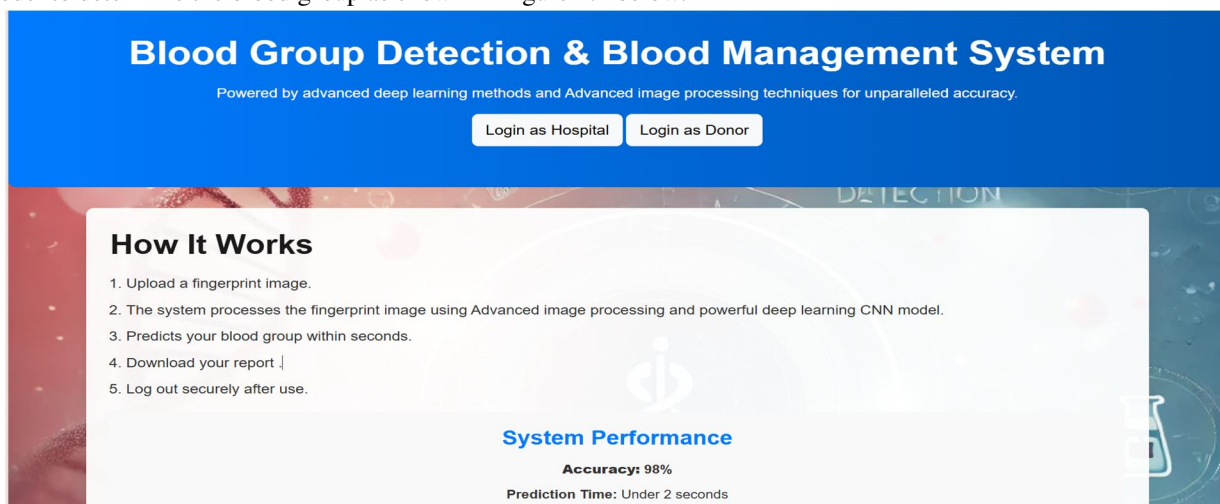 Blood Group Detection & Blood Management System
Powered by advanced deep learning methods and Advanced image processing techniques for unparalleled accuracy.
Login as Hospital Login as Donor
DETECTION
How It Works
1. Upload a fingerprint image.
2. The system processes the fingerprint image using Advanced image processing and powerful deep learning CNN model.
3. Predicts your blood group within seconds.
4. Download your report .
5. Log out securely after use.
System Performance
Accuracy: 98%
Prediction Time: Under 2 seconds